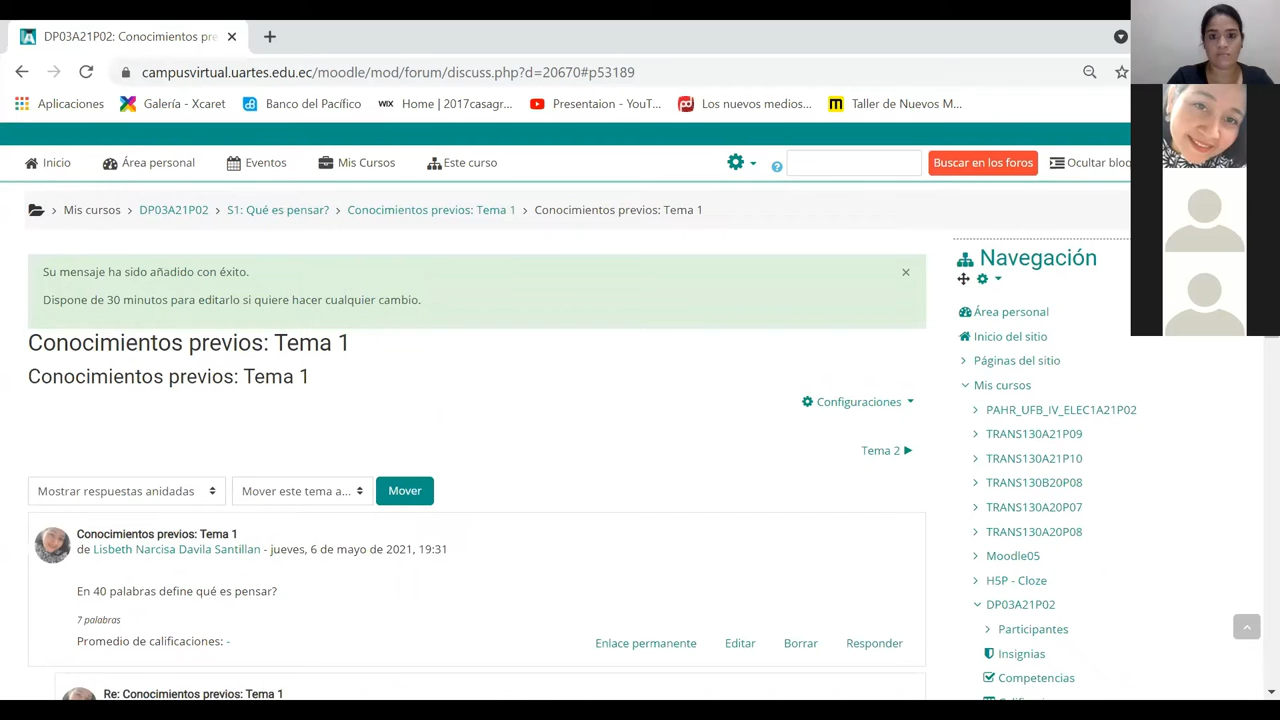 DP03A21P02: Conocimientos pre
campusvirtual.uartes.edu.ec/moodle/mod/forum/discuss.php?d=20670#p53189
Aplicaciones Galería - Xcaret Banco del Pacífico WIX Home | 2017casagr... Presentaion - YouT... Los nuevos medios... Taller de Nuevos M...
Inicio Área personal Eventos Mis Cursos Este curso Buscar en los foros Ocultar bloq
Mis cursos > DP03A21P02 > S1: Qué es pensar? > Conocimientos previos: Tema 1 > Conocimientos previos: Tema 1
Su mensaje ha sido añadido con éxito. ×
Dispone de 30 minutos para editarlo si quiere hacer cualquier cambio.
Conocimientos previos: Tema 1
Conocimientos previos: Tema 1
Configuraciones
Tema 2 ▶
Mostrar respuestas anidadas Mover este tema a... Mover
Conocimientos previos: Tema 1
de Lisbeth Narcisa Davila Santillan - jueves, 6 de mayo de 2021, 19:31
En 40 palabras define qué es pensar?
7 palabras
Promedio de calificaciones: -
Enlace permanente Editar Borrar Responder
Re: Conocimientos previos: Tema 1
Navegación
Área personal
Inicio del sitio
Páginas del sitio
Mis cursos
PAHR_UFB_IV_ELEC1A21P02
TRANS130A21P09
TRANS130A21P10
TRANS130B20P08
TRANS130A20P07
TRANS130A20P08
Moodle05
H5P - Cloze
DP03A21P02
Participantes
Insignias
Competencias